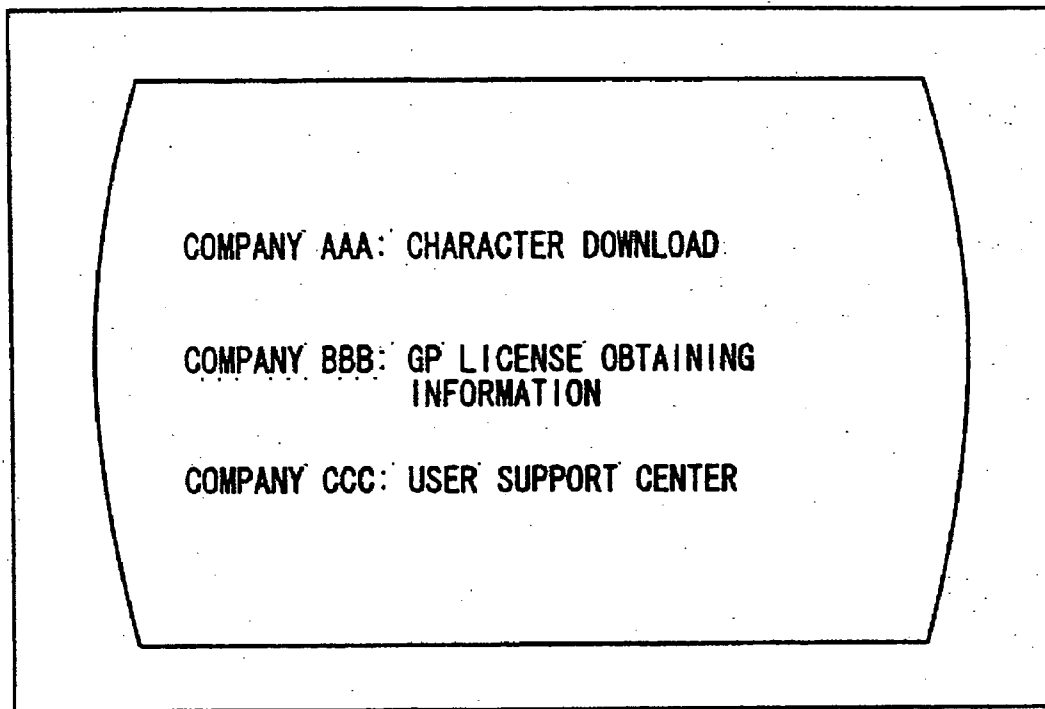 COMPANY AAA: CHARACTER DOWNLOAD
COMPANY BBB: GP LICENSE OBTAINING
INFORMATION
COMPANY CCC: USER SUPPORT CENTER